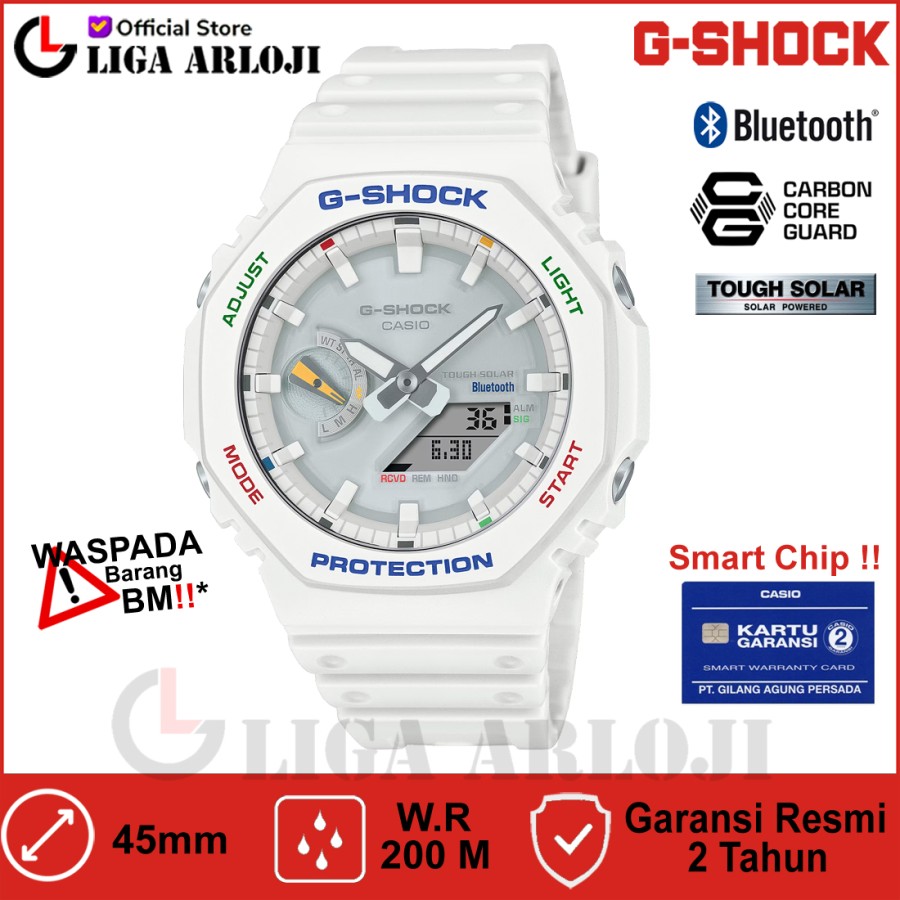 Official Store
LIGA ARLOJI
G-SHOCK
Bluetooth®
CARBON
CORE
GUARD
TOUGH SOLAR
SOLAR POWERED
G-SHOCK
ADJUST
LIGHT
G-SHOCK
CASIO
TOUGH-SOLAR
Bluetooth
36
ALM
SIG
6.30
RCVD REM HND
L M H
MODE
START
PROTECTION
WASPADA
Barang
BM!!*
Smart Chip !!
CASIO
KARTU
GARANSI
2
SMART WARRANTY CARD
PT. GILANG AGUNG PERSADA
LIGA ARLOJI
45mm
W.R
200 M
Garansi Resmi
2 Tahun